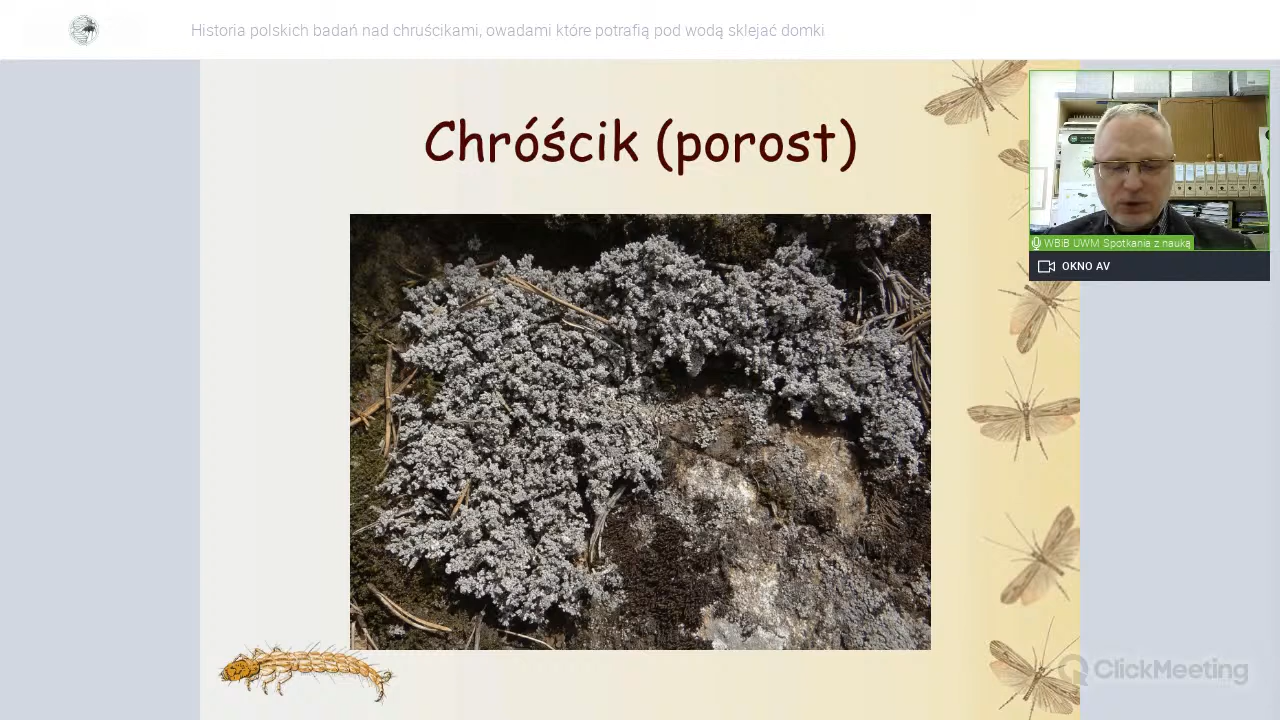 Historia polskich badań nad chruścikami, owadami które potrafią pod wodą sklejać domki
Chróścik (porost)
WBiB UWM Spotkania z nauką
OKNO AV
ClickMeeting